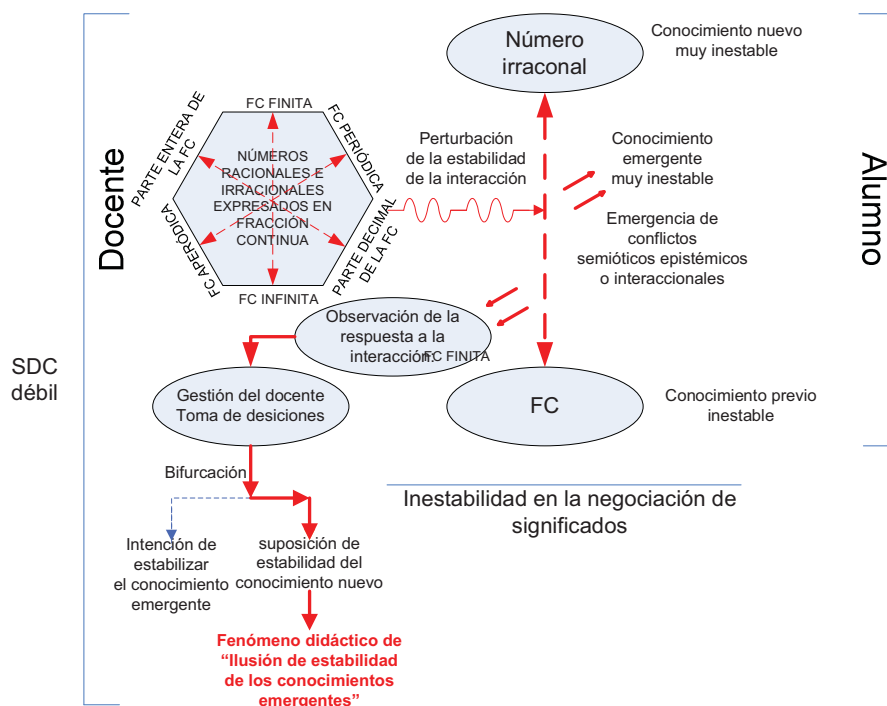 SDC
débil
Docente
FC FINITA
PARTE ENTERA DE
LA FC
FC PERIÓDICA
NÚMEROS
RACIONALES E
IRRACIONALES
EXPRESADOS EN
FRACCIÓN
CONTINUA
FC APERÓDICA
PARTE DECIMAL
DE LA FC
FC INFINITA
Perturbación
de la estabilidad
de la interacción
Número
irraconal
Conocimiento nuevo
muy inestable
Conocimiento
emergente
muy inestable
Emergencia de
conflictos
semióticos epistémicos
o interaccionales
Alumno
Observación de la
respuesta a la
interacción:
FC FINITA
Gestión del docente
Toma de desiciones
FC
Conocimiento previo
inestable
Bifurcación
Inestabilidad en la negociación de
significados
Intención de
estabilizar
el conocimiento
emergente
suposición de
estabilidad del
conocimiento nuevo
Fenómeno didáctico de
“Ilusión de estabilidad
de los conocimientos
emergentes”